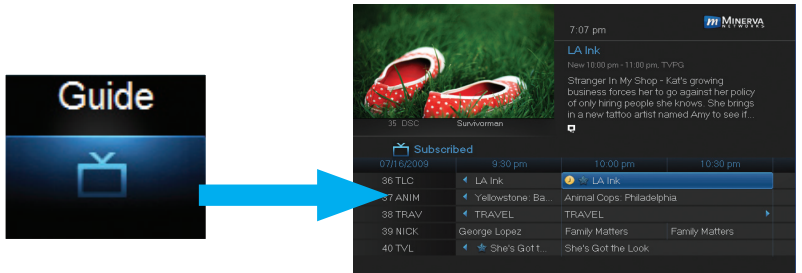 Guide
7:07 pm
m MINERVA
NETWORKS
LA Ink
New 10:00 pm - 11:00 pm, TVPG
Stranger In My Shop - Kat's growing
business forces her to go against her policy
of only hiring people she knows. She brings
in a new tattoo artist named Amy to see if...
35 DSC Survivorman
Subscribed
07/16/2009 9:30 pm 10:00 pm 10:30 pm
36 TLC LA Ink LA Ink
37 ANIM Yellowstone: Ba... Animal Cops: Philadelphia
38 TRAV TRAVEL TRAVEL
39 NICK George Lopez Family Matters Family Matters
40 TVL She's Got t... She's Got the Look